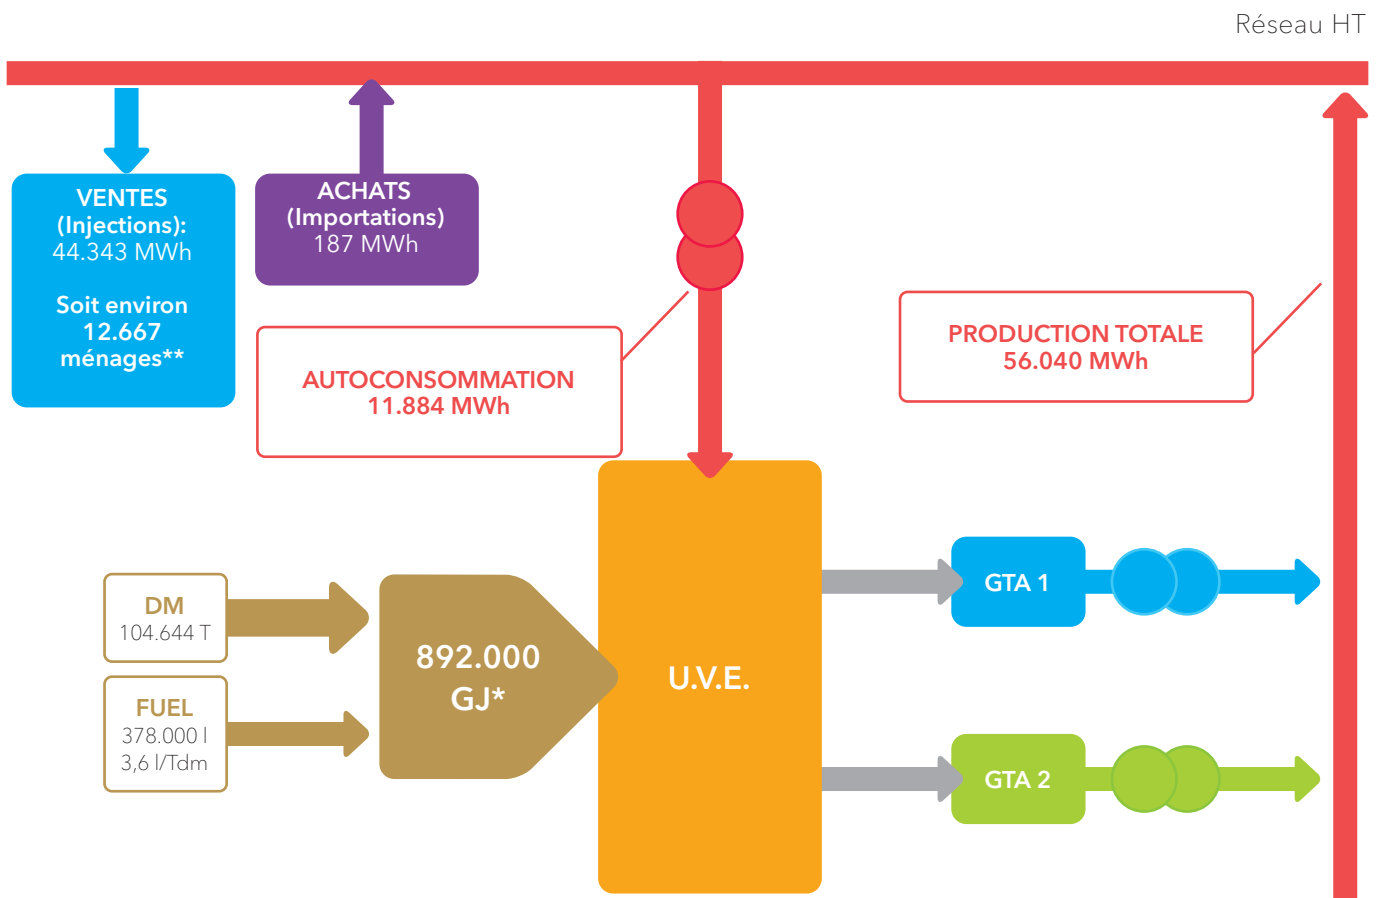 Réseau HT
VENTES
(Injections):
44.343 MWh
Soit environ
12.667
ménages**
ACHATS
(Importations)
187 MWh
AUTOCONSOMMATION
11.884 MWh
PRODUCTION TOTALE
56.040 MWh
DM
104.644 T
FUEL
378.000 l
3,6 l/Tdm
892.000
GJ*
U.V.E.
GTA 1
GTA 2